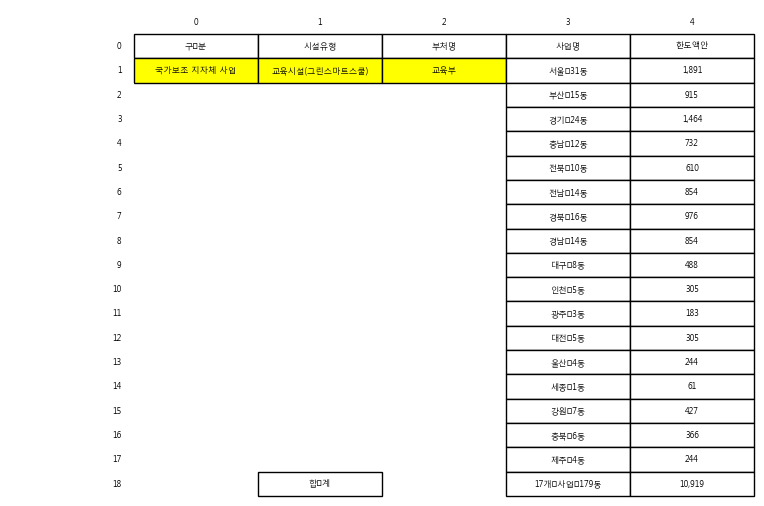 0 1 2 3 4
0 구□분 시설유형 부처명 사업명 한도액안
1 국가보조 지자체 사업 교육시설(그린스마트스쿨) 교육부 서울□31동 1,891
2 부산□15동 915
3 경기□24동 1,464
4 충남□12동 732
5 전북□10동 610
6 전남□14동 854
7 경북□16동 976
8 경남□14동 854
9 대구□8동 488
10 인천□5동 305
11 광주□3동 183
12 대전□5동 305
13 울산□4동 244
14 세종□1동 61
15 강원□7동 427
16 충북□6동 366
17 제주□4동 244
18 합□계 17개□사업□179동 10,919